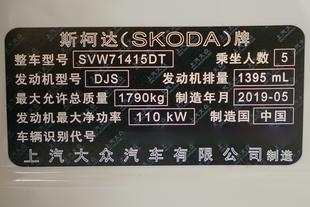 斯柯达(SKODA)牌
整车型号 SVW71415DT 乘坐人数 5
发动机型号 DJS 发动机排量 1395 mL
最大允许总质量 1790kg 制造年月 2019-05
发动机最大净功率 110 kW 制造国 中国
车辆识别代号
上汽大众汽车有限公司 制造